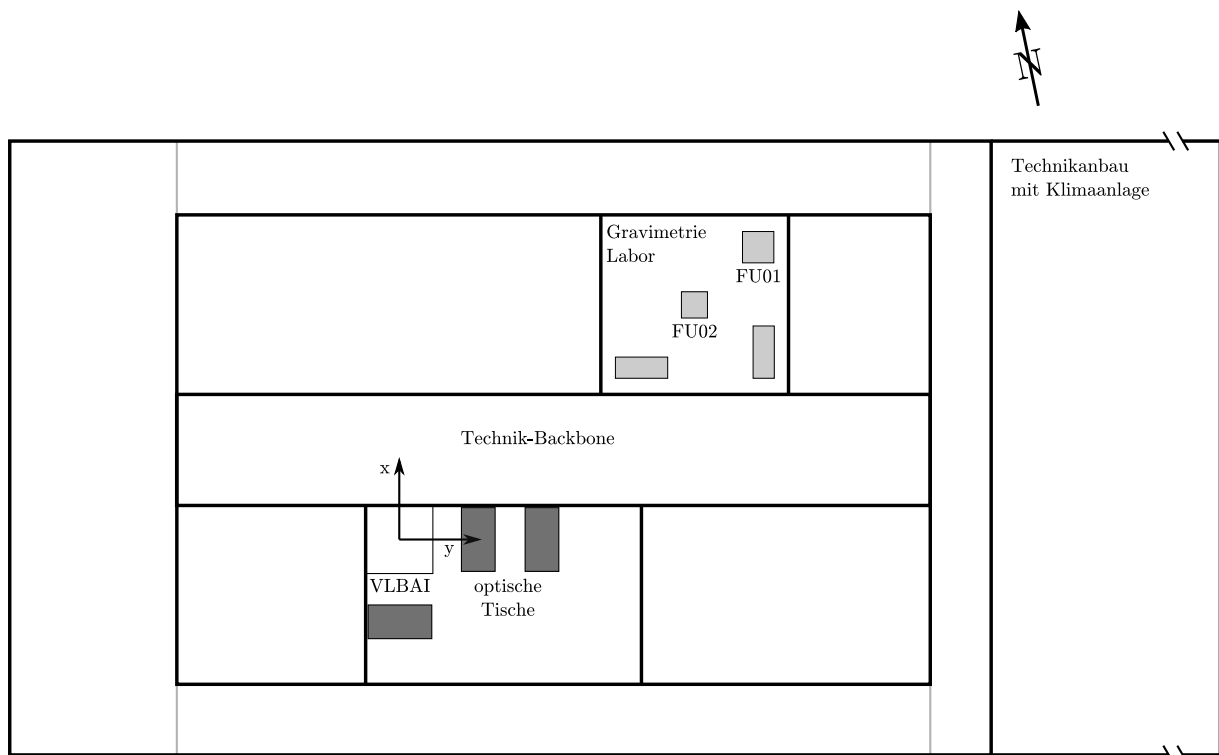 N
Technikanbau
mit Klimaanlage
Gravimetrie
Labor
FU01
FU02
Technik-Backbone
x
y
VLBAI
optische
Tische